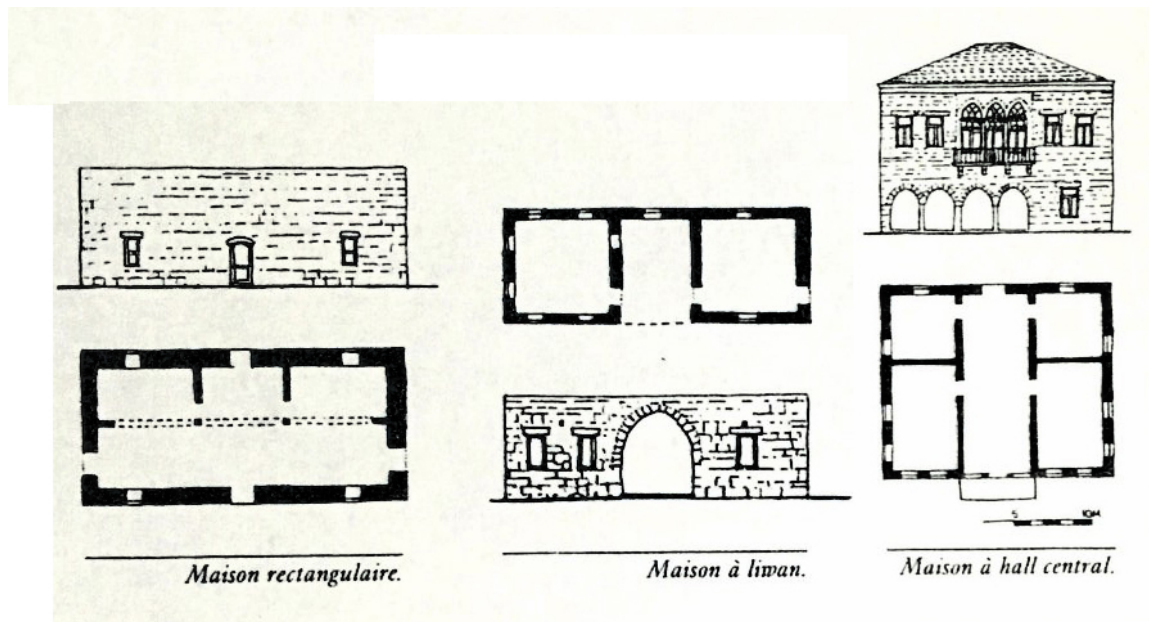 5 10M
Maison rectangulaire.
Maison à liwan.
Maison à hall central.